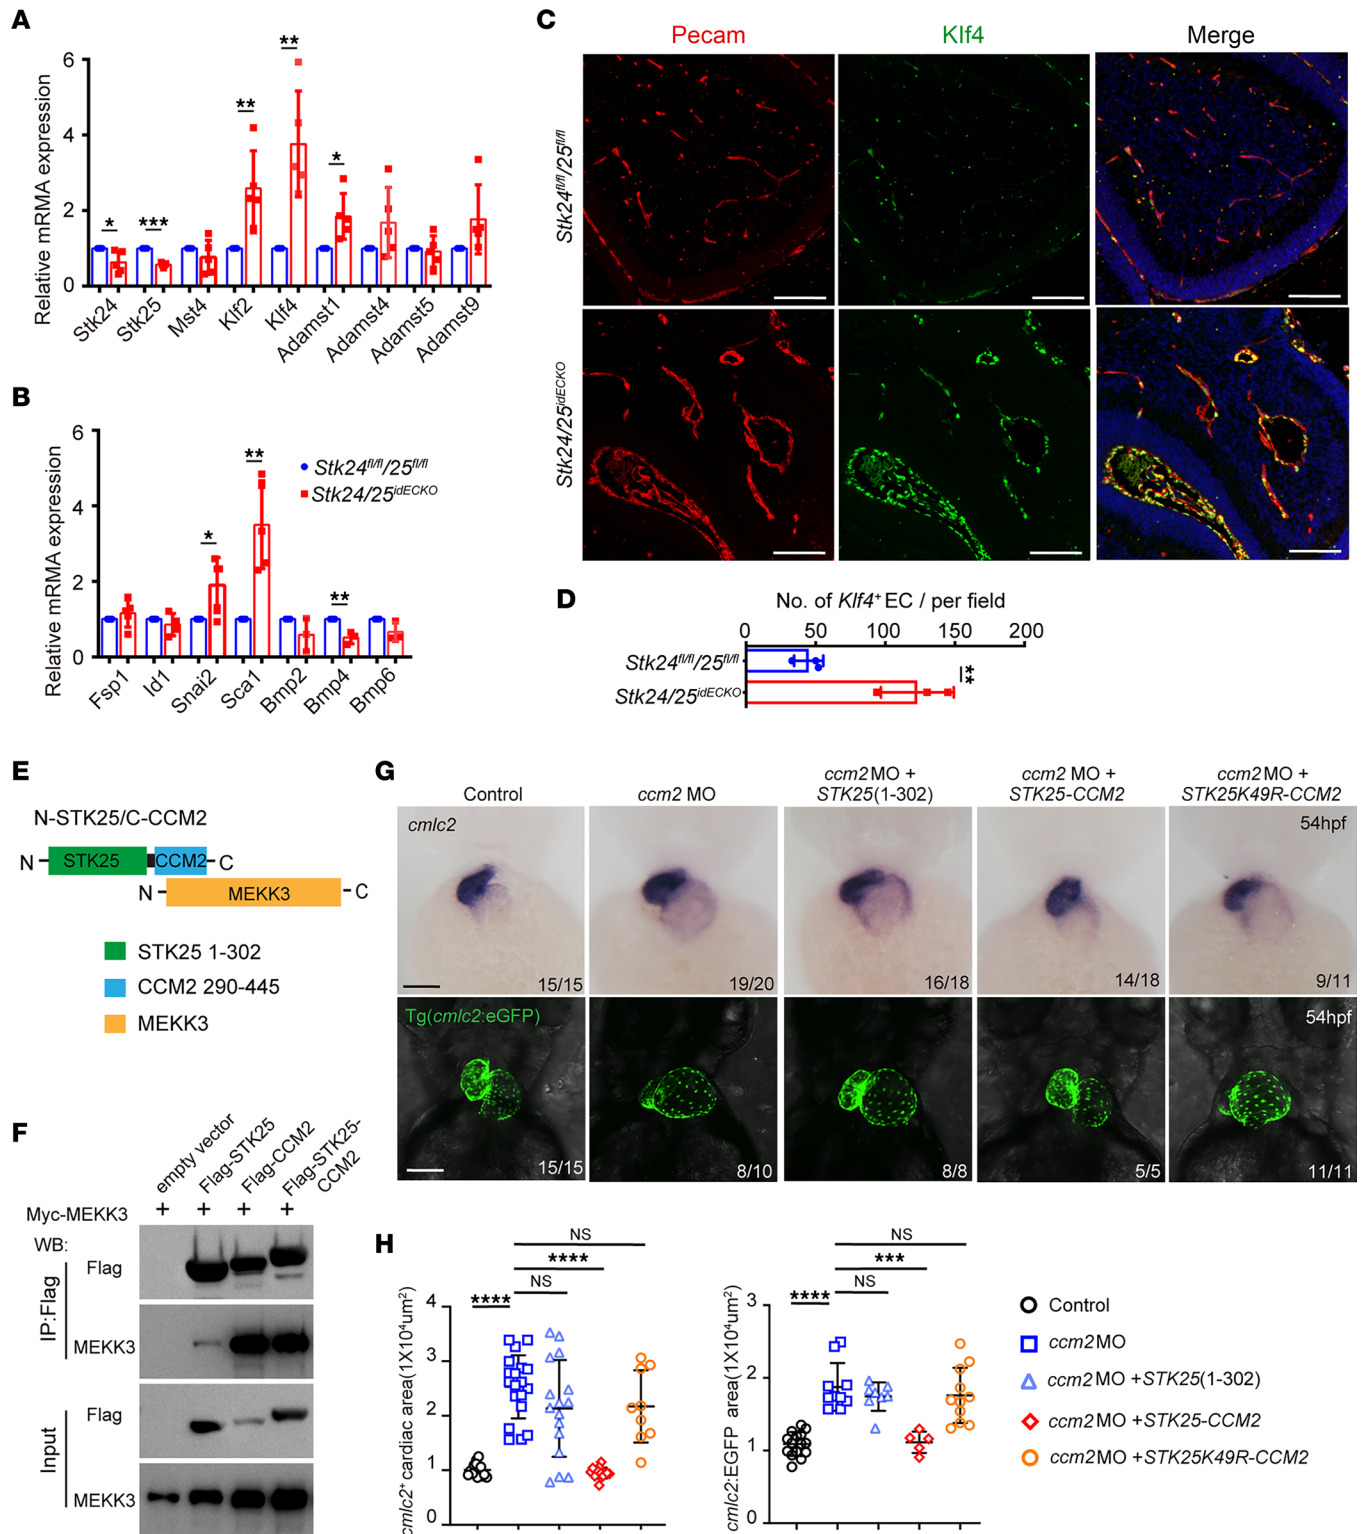 A
Relative mRMA expression
6
4
2
0
* *** ** ** *
Stk24 Stk25 Mst4 Klf2 Klf4 Adamst1 Adamst4 Adamst5 Adamst9
B
Relative mRMA expression
6
4
2
0
* ** **
Stk24fl/fl/25fl/fl
Stk24/25idECKO
Fsp1 Id1 Snai2 Sca1 Bmp2 Bmp4 Bmp6
C
Pecam Klf4 Merge
Stk24fl/fl/25fl/fl
Stk24/25idECKO
D
No. of Klf4+ EC / per field
0 50 100 150 200
Stk24fl/fl/25fl/fl
Stk24/25idECKO
**
E
N-STK25/C-CCM2
N STK25 CCM2 C
N MEKK3 C
STK25 1-302
CCM2 290-445
MEKK3
F
empty vector
Flag-STK25
Flag-CCM2
Flag-STK25-
CCM2
Myc-MEKK3 + + + +
WB:
IP:Flag
Flag
MEKK3
Input
Flag
MEKK3
G
Control
ccm2 MO
ccm2 MO +
STK25(1-302)
ccm2 MO +
STK25-CCM2
ccm2 MO +
STK25K49R-CCM2
cmlc2 54hpf
15/15 19/20 16/18 14/18 9/11
Tg(cmlc2:eGFP) 54hpf
15/15 8/10 8/8 5/5 11/11
H
cmlc2+ cardiac area(1X10⁴um²)
4
3
2
1
0
NS
****
NS
****
cmlc2:EGFP area(1X10⁴um²)
3
2
1
0
NS
***
NS
****
Control
ccm2MO
ccm2MO +STK25(1-302)
ccm2MO +STK25-CCM2
ccm2MO +STK25K49R-CCM2